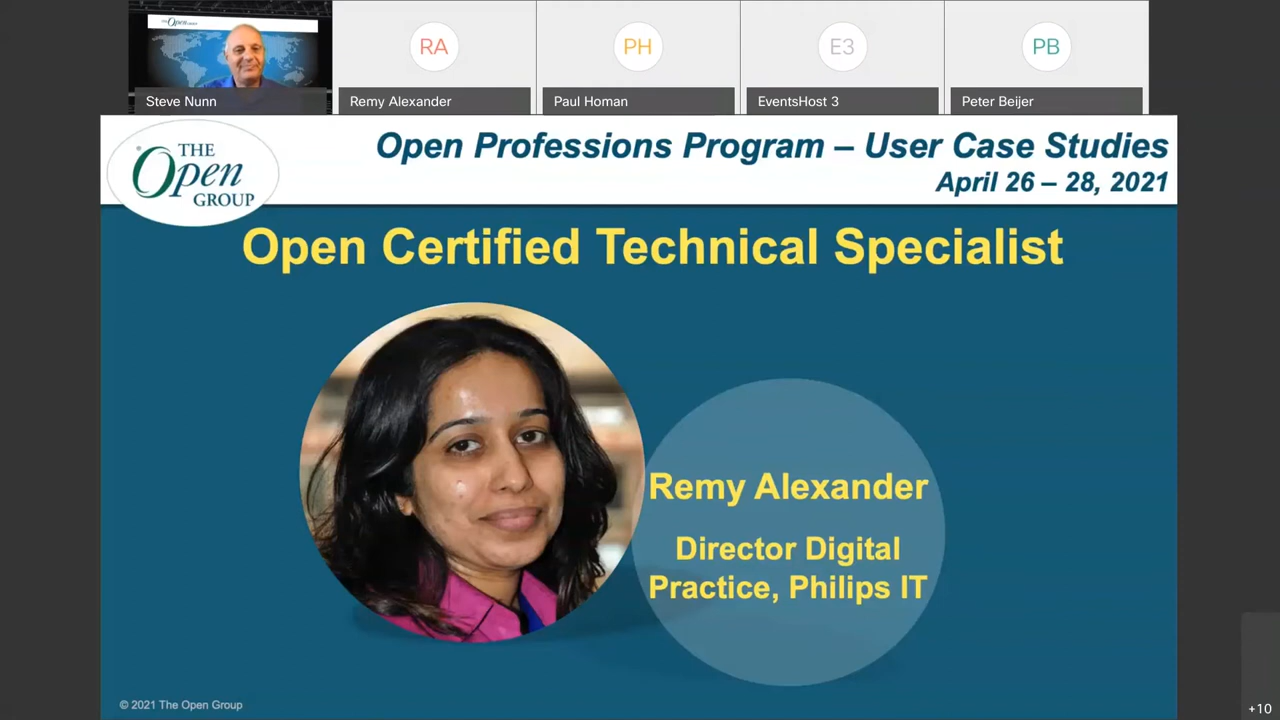 RA
PH
E3
PB
Steve Nunn
Remy Alexander
Paul Homan
EventsHost 3
Peter Beijer
THE
Open
GROUP
Open Professions Program – User Case Studies
April 26 – 28, 2021
Open Certified Technical Specialist
Remy Alexander
Director Digital
Practice, Philips IT
© 2021 The Open Group
+10